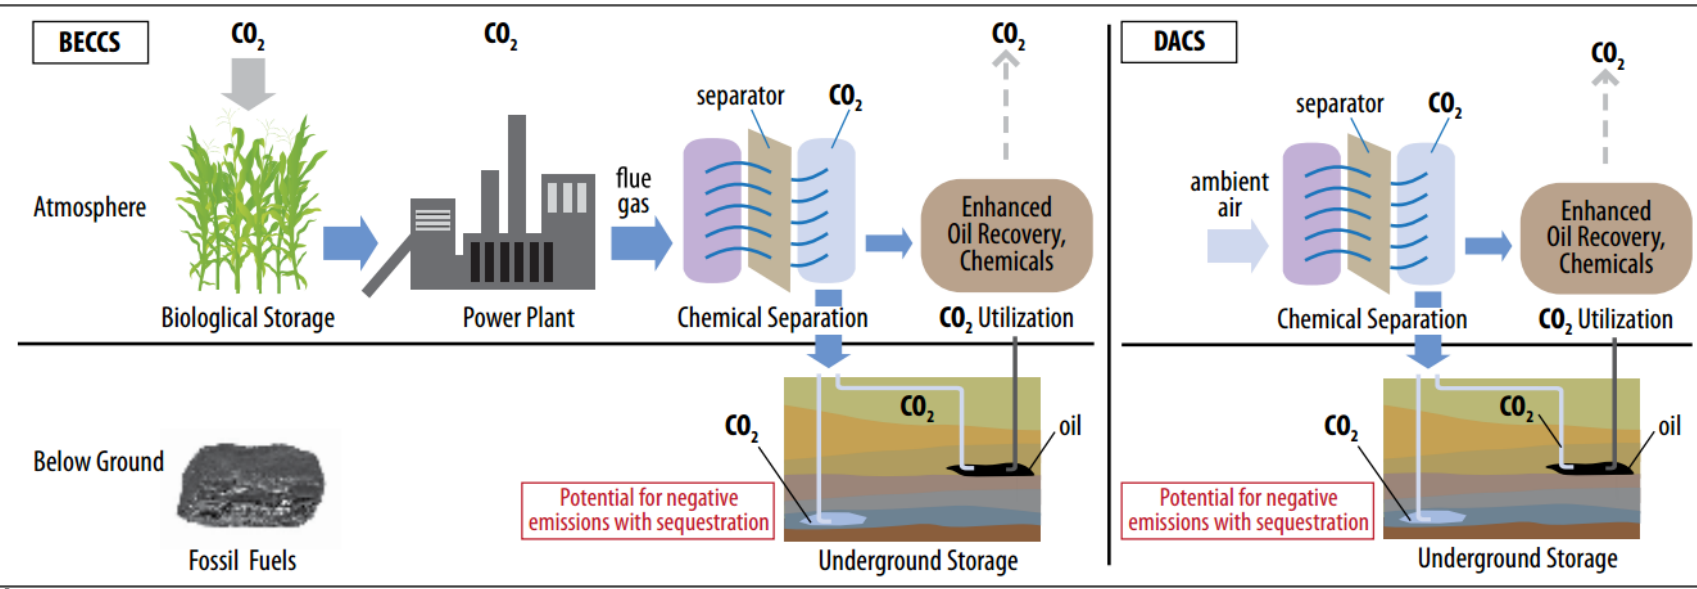 BECCS
CO2
CO2
CO2
separator
CO2
flue
gas
Atmosphere
Enhanced
Oil Recovery,
Chemicals
Biologlical Storage
Power Plant
Chemical Separation
CO2 Utilization
Below Ground
Fossil Fuels
CO2
CO2
oil
Potential for negative
emissions with sequestration
Underground Storage
DACS
CO2
separator
CO2
ambient
air
Enhanced
Oil Recovery,
Chemicals
Chemical Separation
CO2 Utilization
CO2
CO2
oil
Potential for negative
emissions with sequestration
Underground Storage